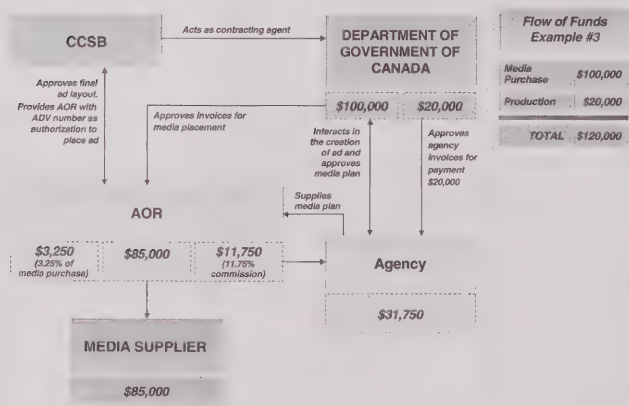 CCSB
Acts as contracting agent
DEPARTMENT OF
GOVERNMENT OF
CANADA
$100,000
$20,000
Flow of Funds
Example #3
Media
Purchase
$100,000
Production
$20,000
TOTAL
$120,000
Approves final
ad layout.
Provides AOR with
ADV number as
authorization to
place ad
Approves invoices for
media placement
Interacts in
the creation
of ad and
approves
media plan
Approves
agency
invoices for
payment
$20,000
Supplies
media plan
AOR
$3,250
(3.25% of
media purchase)
$85,000
$11,750
(11.75%
commission)
Agency
$31,750
MEDIA SUPPLIER
$85,000